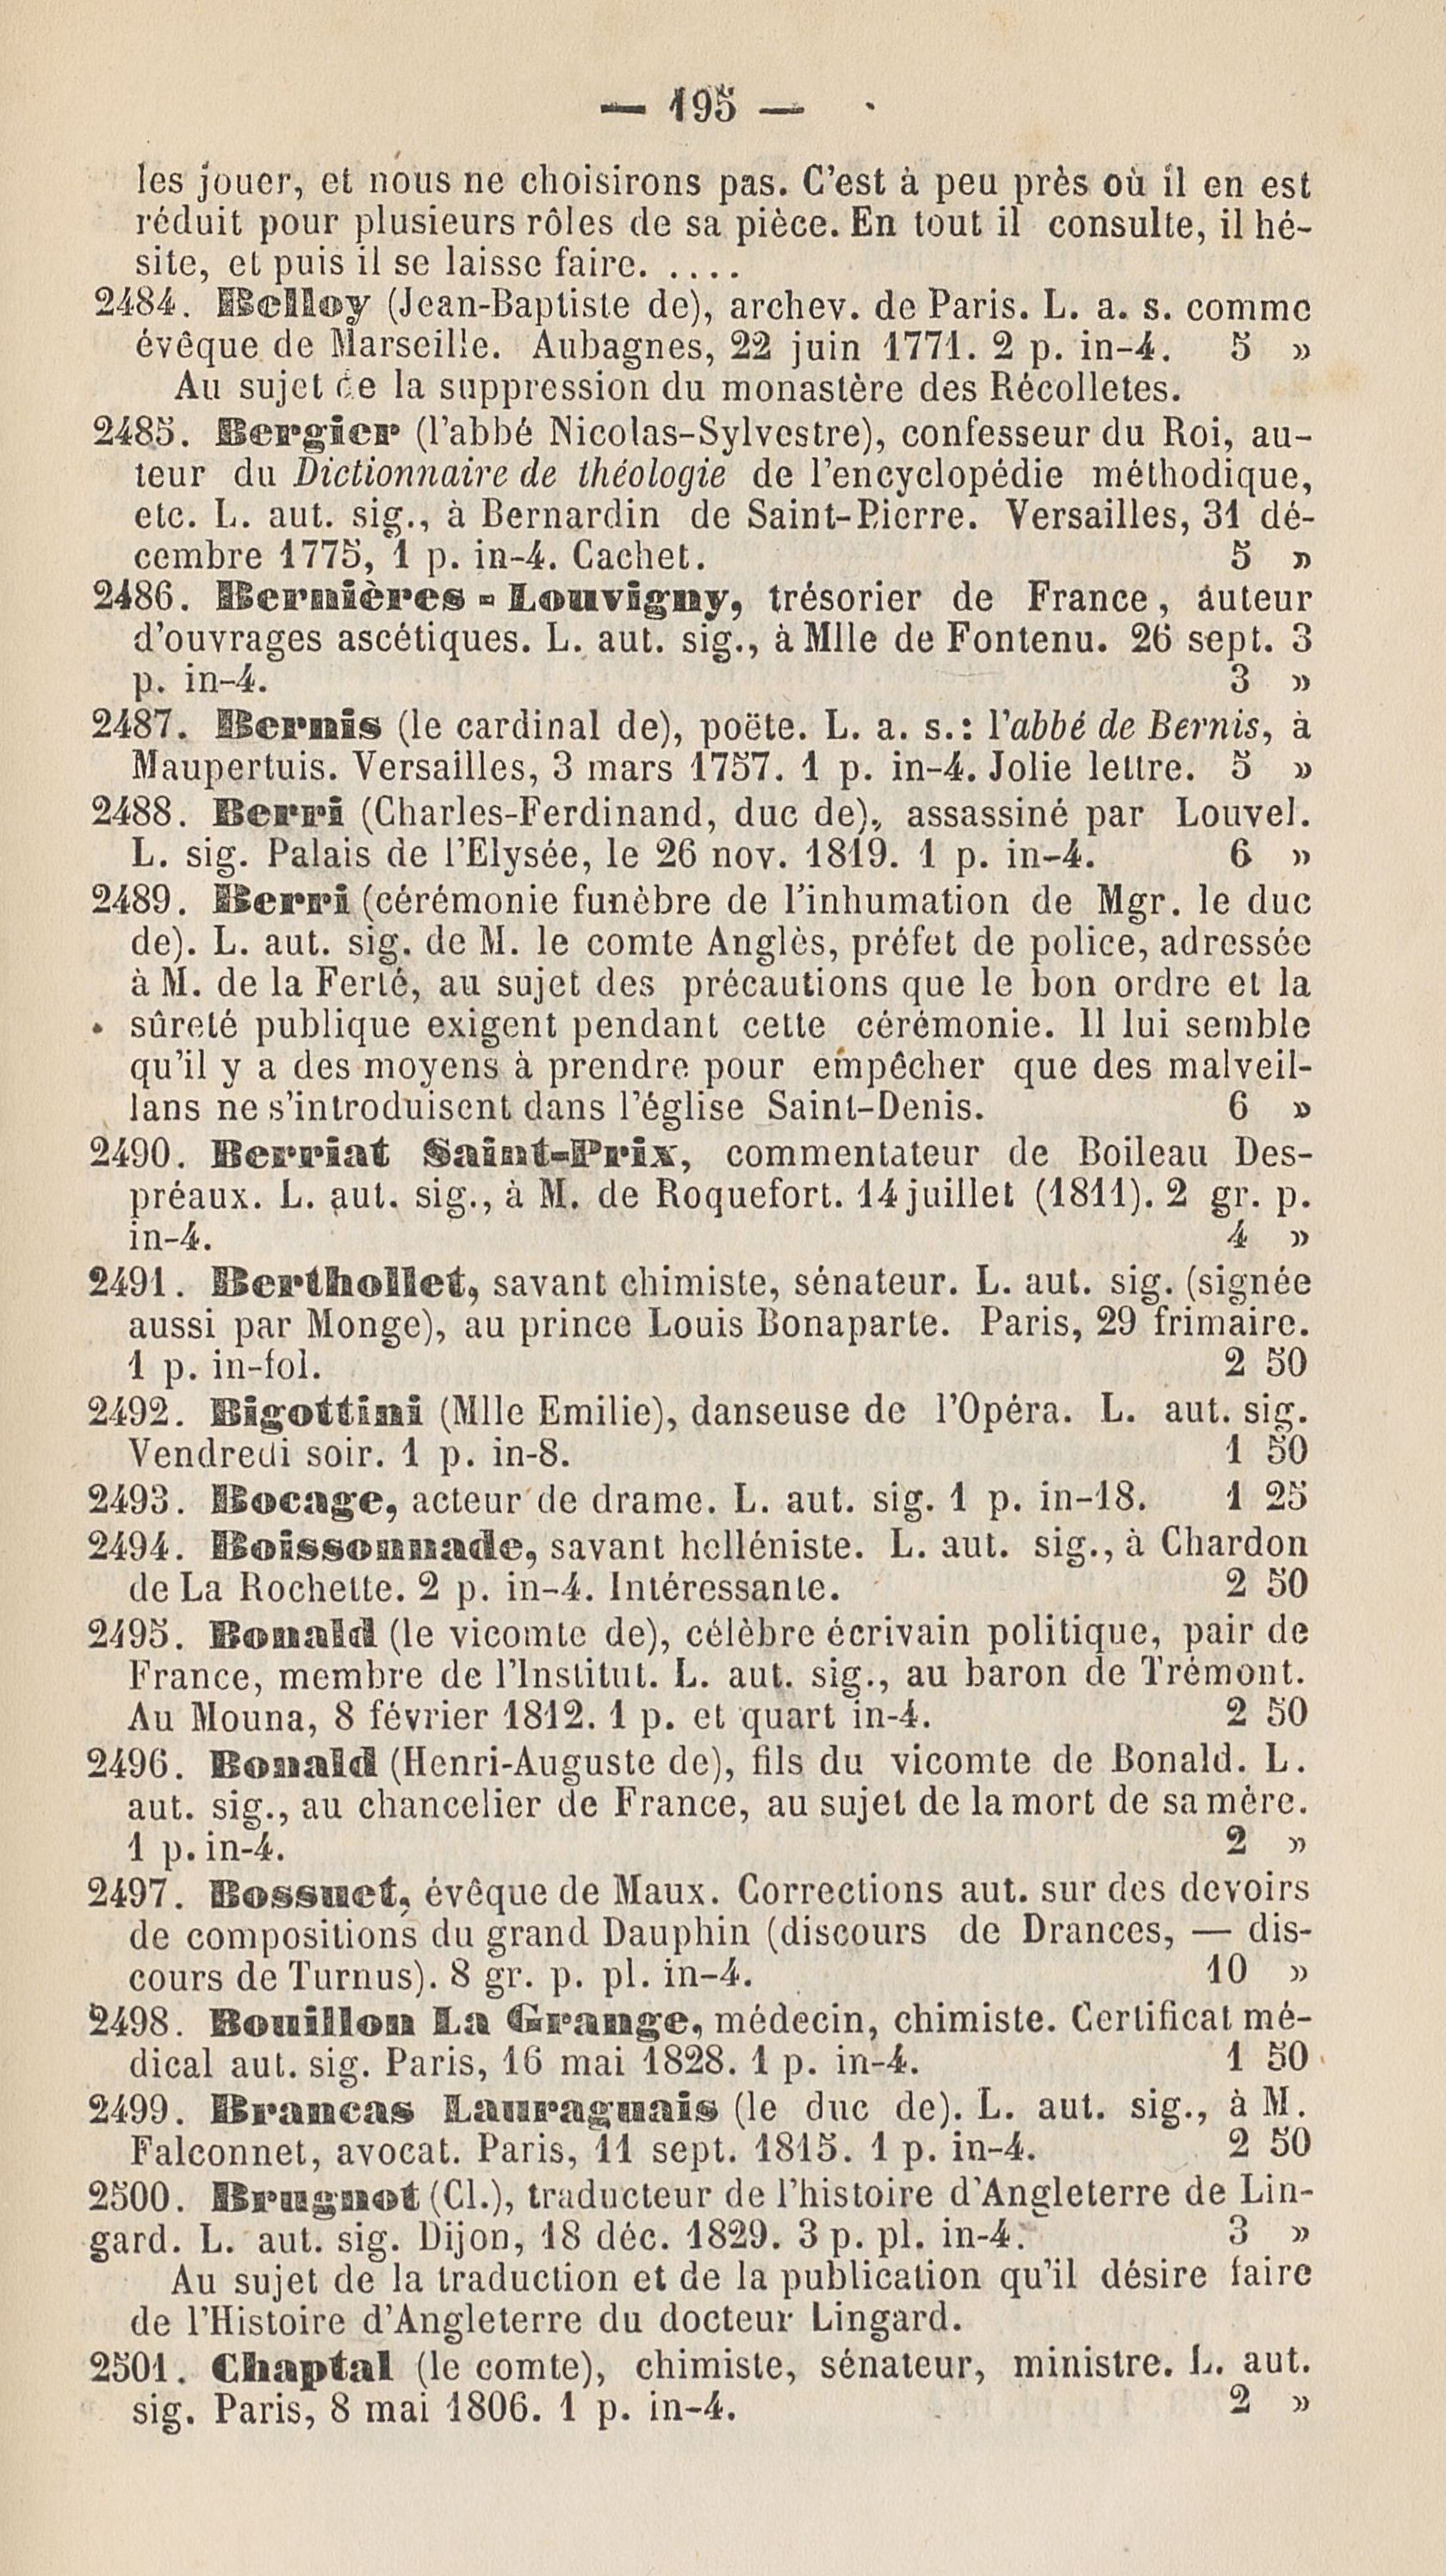 — 195 —
les jouer, et nous ne choisirons pas. C'est à peu près où il en est
réduit pour plusieurs rôles de sa pièce. En tout il consulte, il hé-
site, et puis il se laisse faire. ....
2484. Belloy (Jean-Baptiste de), archev. de Paris. L. a. s. comme
évêque de Marseille. Aubagnes, 22 juin 1771. 2 p. in-4. 5 »
Au sujet de la suppression du monastère des Récolletes.
2485. Bergier (l'abbé Nicolas-Sylvestre), confesseur du Roi, au-
teur du Dictionnaire de théologie de l'encyclopédie méthodique,
etc. L. aut. sig., à Bernardin de Saint-Pierre. Versailles, 31 dé-
cembre 1775, 1 p. in-4. Cachet. 5 »
2486. Bernières-Louvigny, trésorier de France, auteur
d'ouvrages ascétiques. L. aut. sig., à Mlle de Fontenu. 26 sept. 3
p. in-4. 3 »
2487. Bernis (le cardinal de), poëte. L. a. s.: l'abbé de Bernis, à
Maupertuis. Versailles, 3 mars 1757. 1 p. in-4. Jolie lettre. 5 »
2488. Berri (Charles-Ferdinand, duc de), assassiné par Louvel.
L. sig. Palais de l'Elysée, le 26 nov. 1819. 1 p. in-4. 6 »
2489. Berri (cérémonie funèbre de l'inhumation de Mgr. le duc
de). L. aut. sig. de M. le comte Anglès, préfet de police, adressée
à M. de la Ferté, au sujet des précautions que le bon ordre et la
sûreté publique exigent pendant cette cérémonie. Il lui semble
qu'il y a des moyens à prendre pour empêcher que des malveil-
lans ne s'introduisent dans l'église Saint-Denis. 6 »
2490. Berriat Saint-Prix, commentateur de Boileau Des-
préaux. L. aut. sig., à M. de Roquefort. 14 juillet (1811). 2 gr. p.
in-4. 4 »
2491. Berthollet, savant chimiste, sénateur. L. aut. sig. (signée
aussi par Monge), au prince Louis Bonaparte. Paris, 29 frimaire.
1 p. in-fol. 2 50
2492. Bigottini (Mlle Emilie), danseuse de l'Opéra. L. aut. sig.
Vendredi soir. 1 p. in-8. 1 50
2493. Bocage, acteur de drame. L. aut. sig. 1 p. in-18. 1 25
2494. Boissonnade, savant helléniste. L. aut. sig., à Chardon
de La Rochette. 2 p. in-4. Intéressante. 2 50
2495. Bonald (le vicomte de), célèbre écrivain politique, pair de
France, membre de l'Institut. L. aut. sig., au baron de Trémont.
Au Mouna, 8 février 1812. 1 p. et quart in-4. 2 50
2496. Bonald (Henri-Auguste de), fils du vicomte de Bonald. L.
aut. sig., au chancelier de France, au sujet de la mort de sa mère.
1 p. in-4. 2 »
2497. Bossuet, évêque de Maux. Corrections aut. sur des devoirs
de compositions du grand Dauphin (discours de Drances, — dis-
cours de Turnus). 8 gr. p. pl. in-4. 10 »
2498. Bouillon La Grange, médecin, chimiste. Certificat mé-
dical aut. sig. Paris, 16 mai 1828. 1 p. in-4. 1 50
2499. Brancas Lauraguais (le duc de). L. aut. sig., à M.
Falconnet, avocat. Paris, 11 sept. 1815. 1 p. in-4. 2 50
2500. Brugnot (Cl.), traducteur de l'histoire d'Angleterre de Lin-
gard. L. aut. sig. Dijon, 18 déc. 1829. 3 p. pl. in-4. 3 »
Au sujet de la traduction et de la publication qu'il désire faire
de l'Histoire d'Angleterre du docteur Lingard.
2501. Chaptal (le comte), chimiste, sénateur, ministre. L. aut.
sig. Paris, 8 mai 1806. 1 p. in-4. 2 »